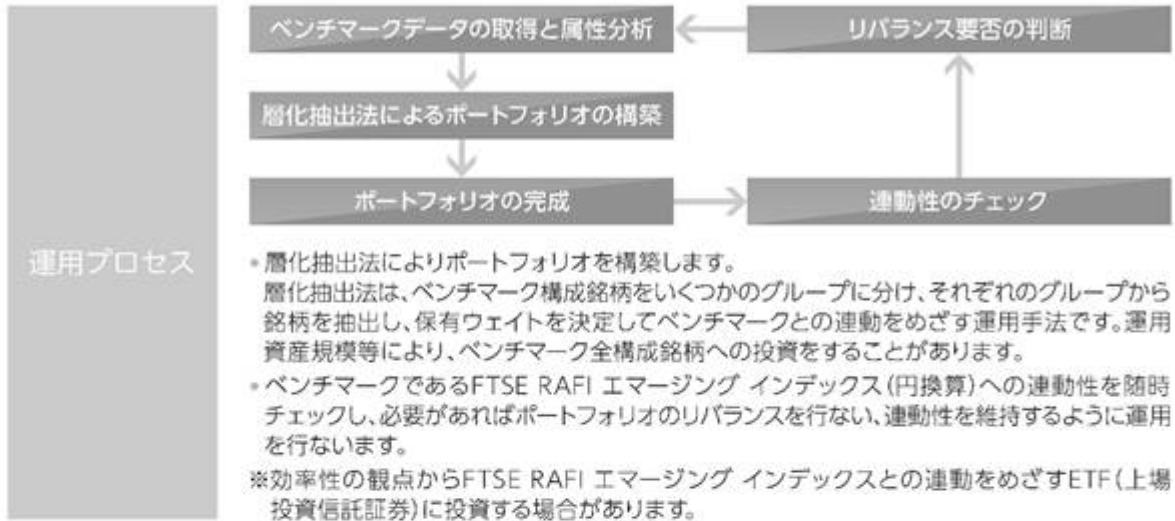 運用プロセス
ベンチマークデータの取得と属性分析
リバランス要否の判断
層化抽出法によるポートフォリオの構築
ポートフォリオの完成
連動性のチェック
•層化抽出法によりポートフォリオを構築します。
層化抽出法は、ベンチマーク構成銘柄をいくつかのグループに分け、それぞれのグループから
銘柄を抽出し、保有ウェイトを決定してベンチマークとの連動をめざす運用手法です。運用
資産規模等により、ベンチマーク全構成銘柄への投資をすることがあります。
•ベンチマークであるFTSE RAFI エマージング インデックス(円換算)への連動性を随時
チェックし、必要があればポートフォリオのリバランスを行ない、連動性を維持するように運用
を行ないます。
※効率性の観点からFTSE RAFI エマージング インデックスとの連動をめざすETF(上場
投資信託証券)に投資する場合があります。